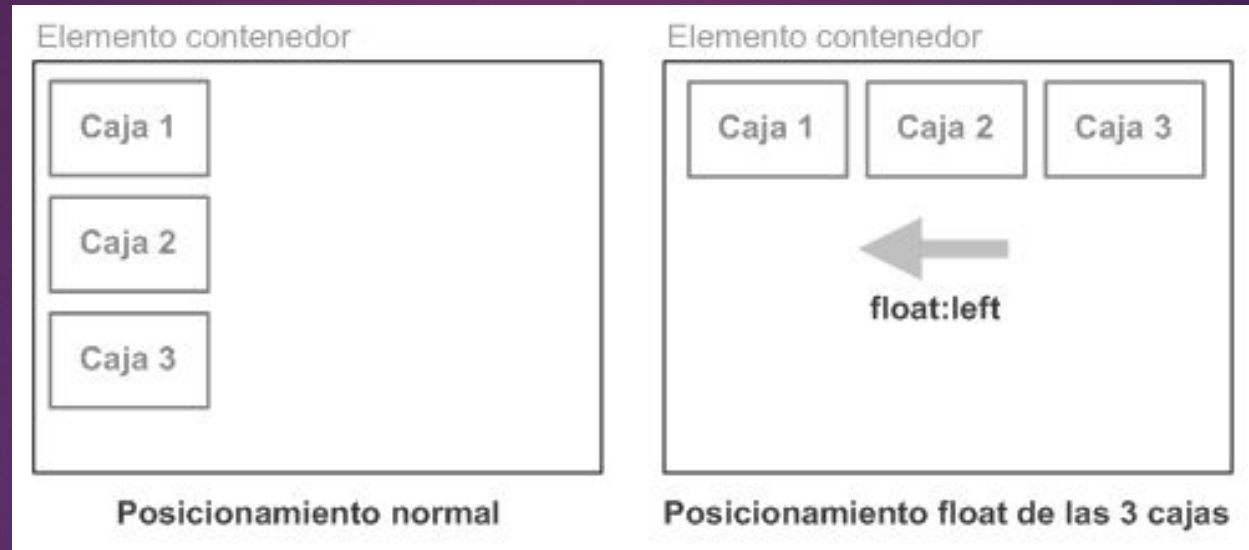 Elemento contenedor
Caja 1
Caja 2
Caja 3
Posicionamiento normal
Elemento contenedor
Caja 1
Caja 2
Caja 3
float:left
Posicionamiento float de las 3 cajas